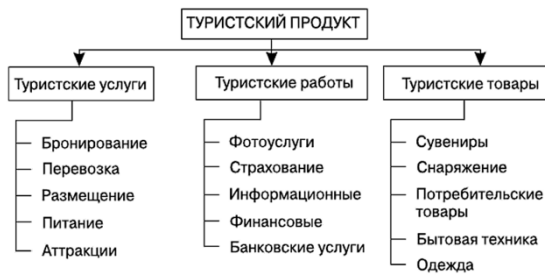 ТУРИСТСКИЙ ПРОДУКТ
Туристские услуги
Бронирование
Перевозка
Размещение
Питание
Аттракции
Туристские работы
Фотоуслуги
Страхование
Информационные
Финансовые
Банковские услуги
Туристские товары
Сувениры
Снаряжение
Потребительские
товары
Бытовая техника
Одежда